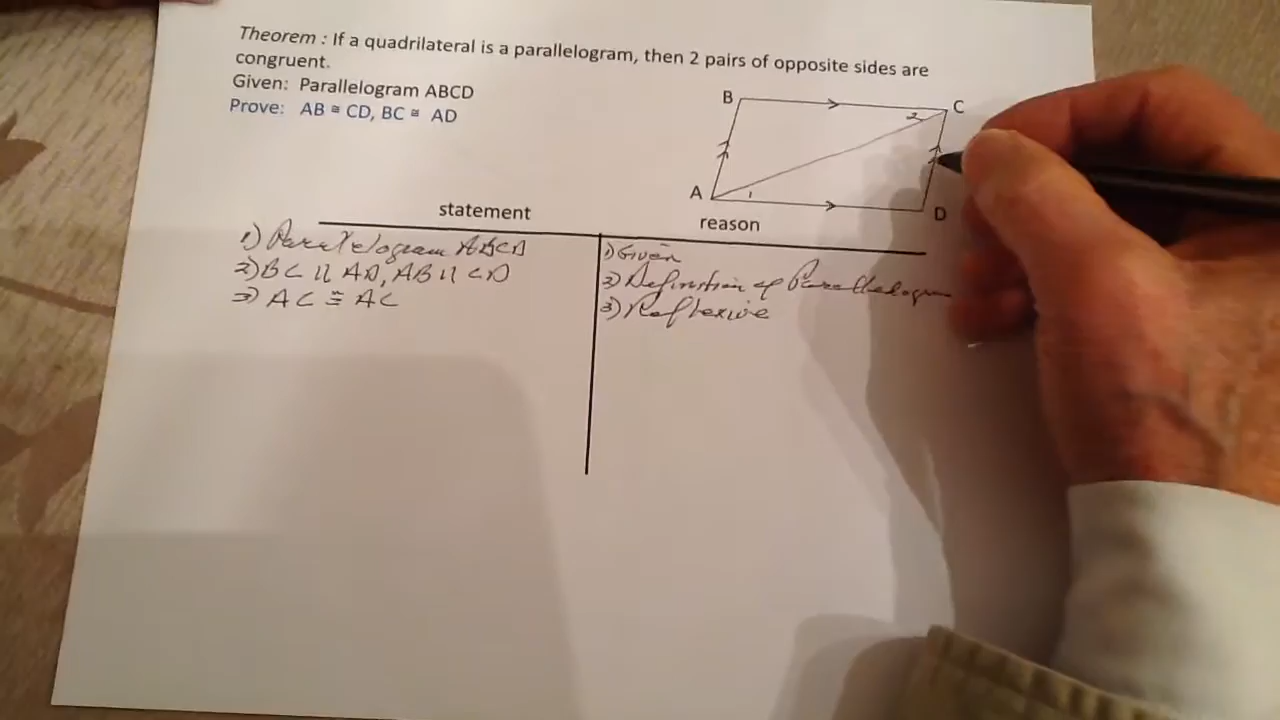 Theorem : If a quadrilateral is a parallelogram, then 2 pairs of opposite sides are
congruent.
Given: Parallelogram ABCD
Prove: AB ≅ CD, BC ≅ AD
B
C
2
A
1
D
statement
reason
1) Parallelogram ABCD
1) Given
2) BC || AD, AB || CD
2) Definition of Parallelogram
3) AC ≅ AC
3) Reflexive